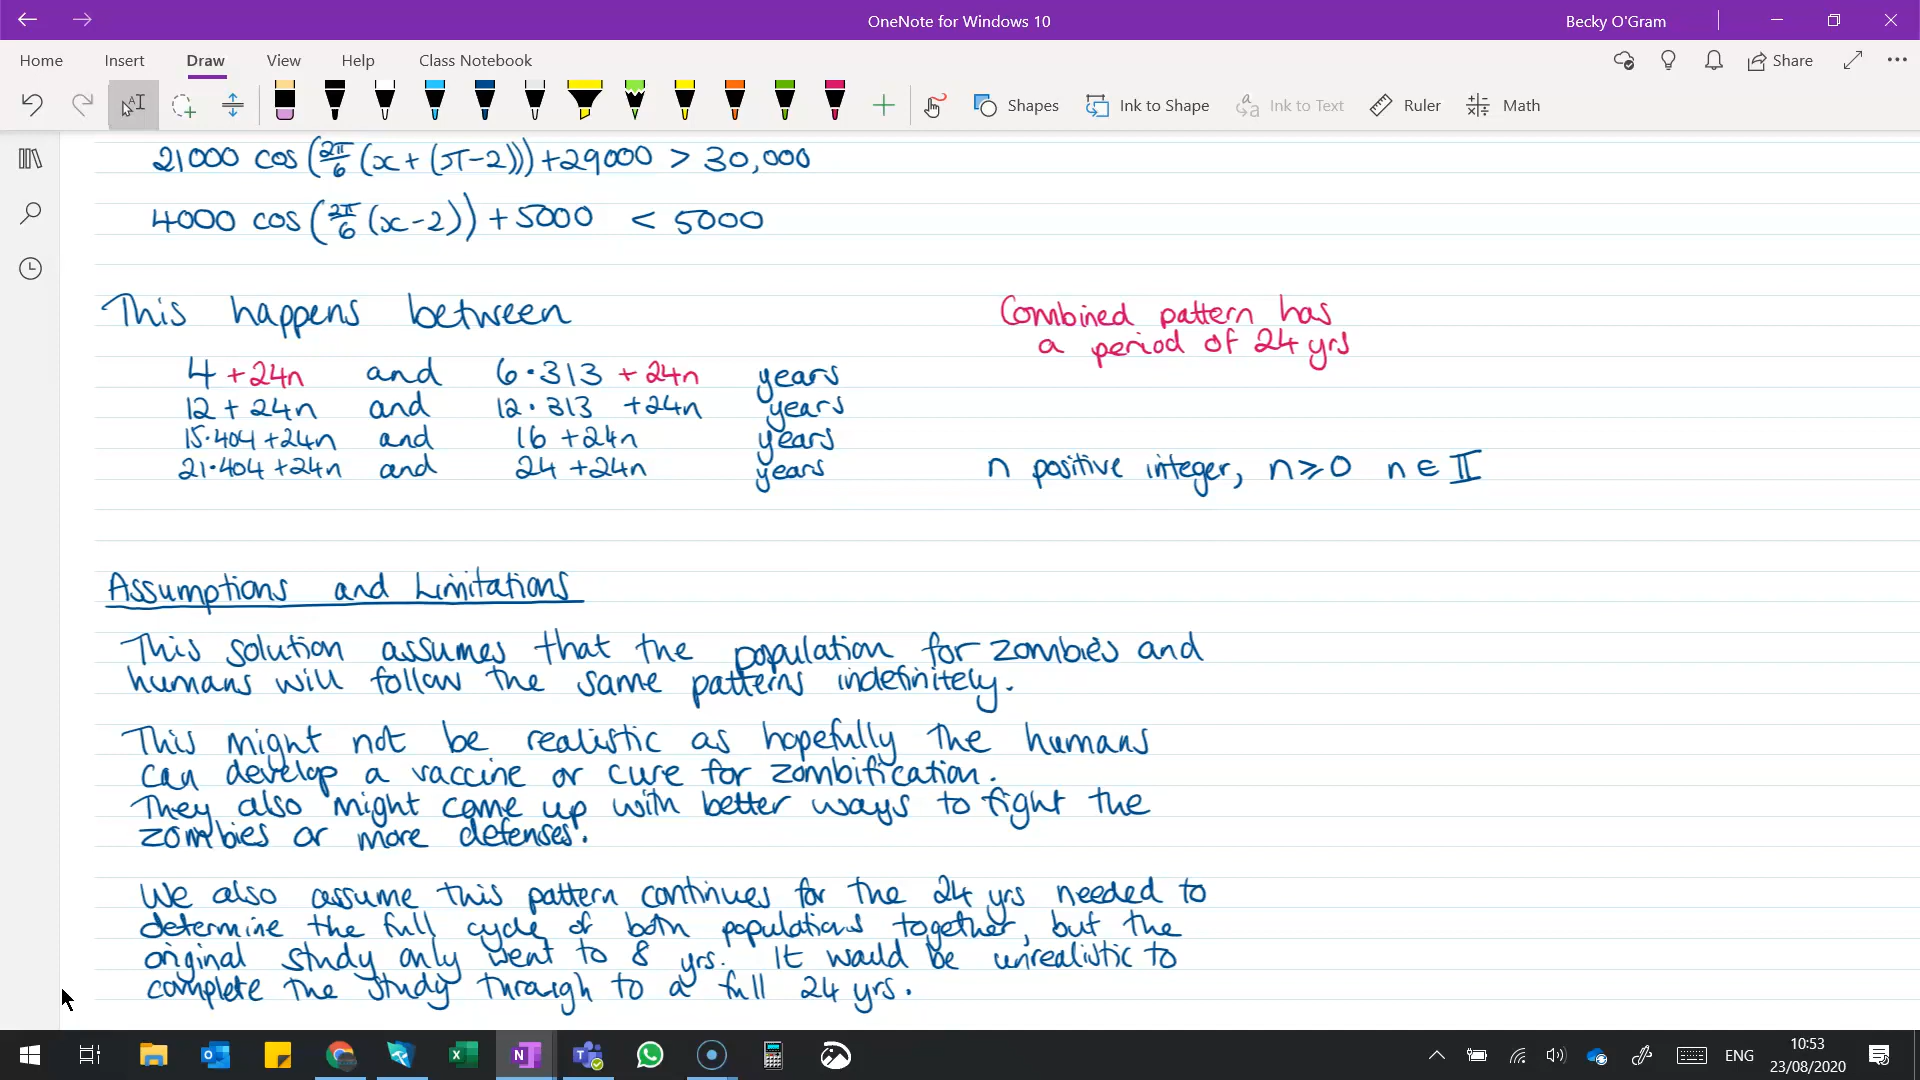 OneNote for Windows 10
Becky O'Gram
Home Insert Draw View Help Class Notebook
Share
Shapes Ink to Shape Ink to Text Ruler Math
21000 cos(2π/6 (x+(π-2))) +29000 > 30,000
4000 cos(2π/6 (x-2)) +5000 < 5000
This happens between
Combined pattern has
a period of 24 yrs
4 +24n and 6.313 +24n years
12 + 24n and 12.313 +24n years
15.404 +24n and 16 +24n years
21.404 +24n and 24 +24n years
n positive integer, n⩾0 n ∈ II
Assumptions and Limitations
This solution assumes that the population for zombies and
humans will follow the same patterns indefinitely.
This might not be realistic as hopefully the humans
can develop a vaccine or cure for zombification.
They also might come up with better ways to fight the
zombies or more defenses.
We also assume this pattern continues for the 24 yrs needed to
determine the full cycle of both populations together, but the
original study only went to 8 yrs. It would be unrealistic to
complete the study through to a full 24 yrs.
ENG
10:53
23/08/2020